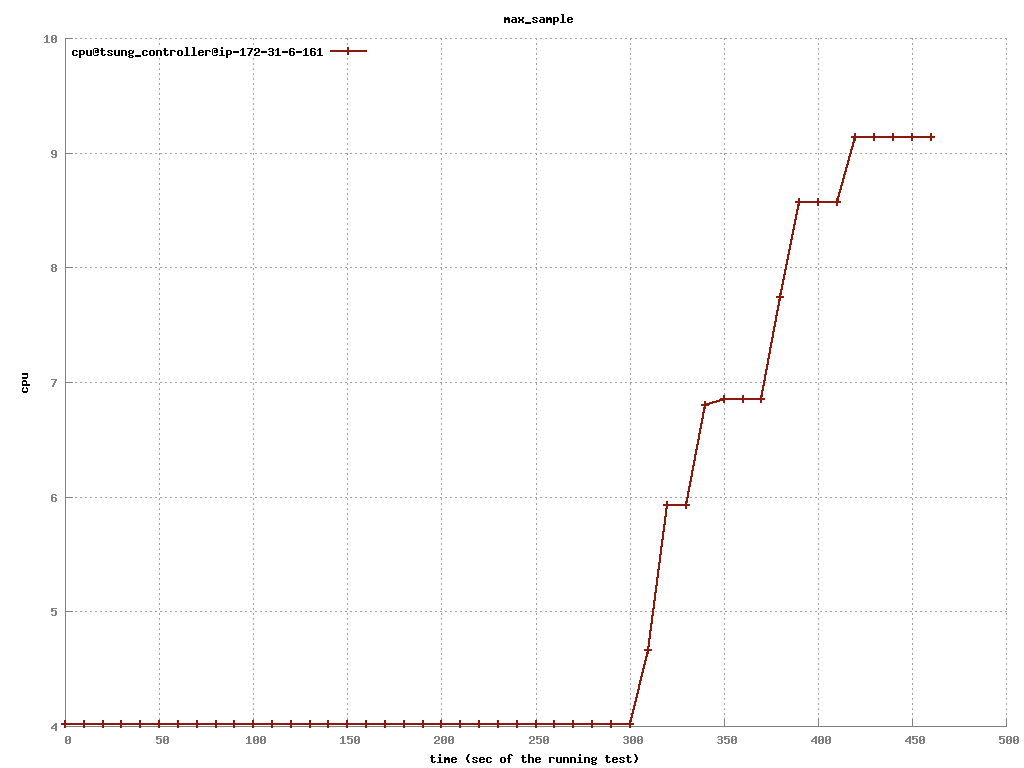 max_sample
cpu@tsung_controller@ip-172-31-6-161
10
9
8
7
6
5
4
cpu
0 50 100 150 200 250 300 350 400 450 500
time (sec of the running test)